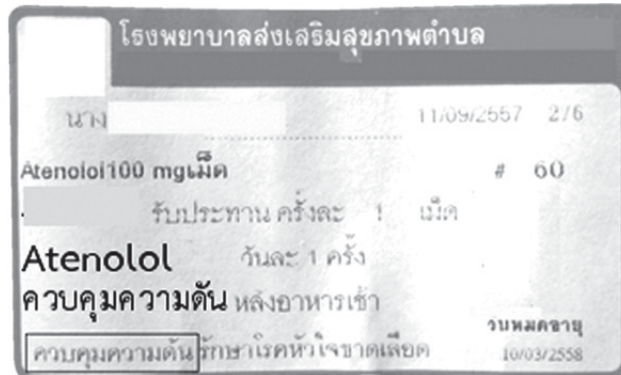 โรงพยาบาลส่งเสริมสุขภาพตำบล
นาง 11/09/2557 2/6
Atenolol100 mgเม็ด # 60
รับประทาน ครั้งละ 1 เม็ด
Atenolol วันละ 1 ครั้ง
ควบคุมความดัน หลังอาหารเช้า
วันหมดอายุ
ควบคุมความดัน รักษาโรคหัวใจขาดเลือด 10/03/2558